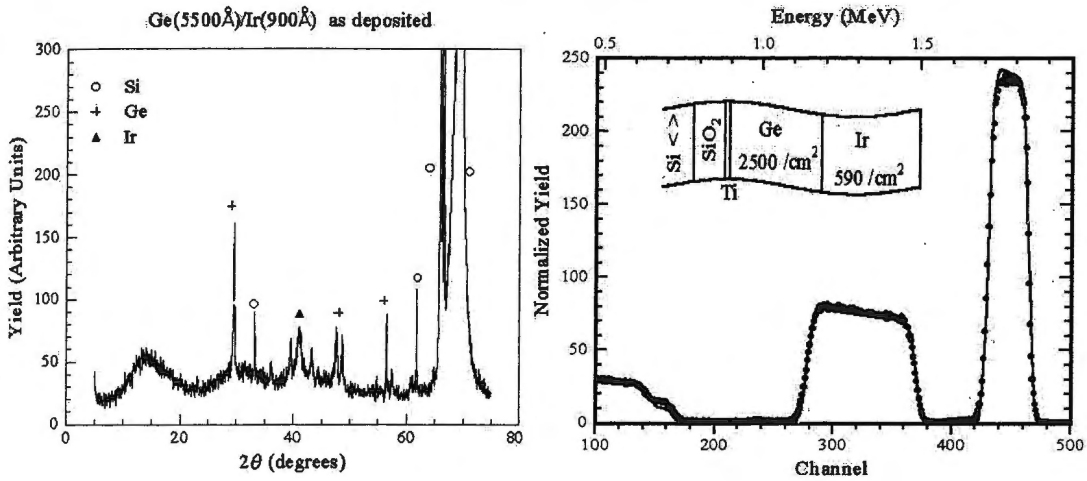 Ge(5500Å)/Ir(900Å) as deposited
Yield (Arbitrary Units)
300
250
200
150
100
50
0
○ Si
+ Ge
▲ Ir
0 20 40 60 80
2θ (degrees)
Energy (MeV)
0.5 1 1.5
Normalized Yield
250
200
150
100
50
0
Si < >
SiO2
Ti
Ge
2500 /cm2
Ir
590 /cm2
100 200 300 400 500
Channel